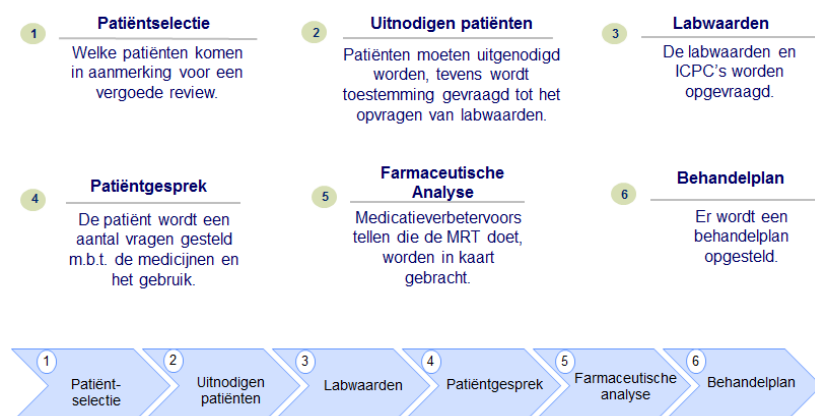 1
Patiëntselectie
Welke patiënten komen
in aanmerking voor een
vergoede review.
2
Uitnodigen patiënten
Patiënten moeten uitgenodigd
worden, tevens wordt
toestemming gevraagd tot het
opvragen van labwaarden.
3
Labwaarden
De labwaarden en
ICPC's worden
opgevraagd.
4
Patiëntgesprek
De patiënt wordt een
aantal vragen gesteld
m.b.t. de medicijnen en
het gebruik.
5
Farmaceutische
Analyse
Medicatieverbetervoors
tellen die de MRT doet,
worden in kaart
gebracht.
6
Behandelplan
Er wordt een
behandelplan
opgesteld.
1
Patiënt-
selectie
2
Uitnodigen
patiënten
3
Labwaarden
4
Patiëntgesprek
5
Farmaceutische
analyse
6
Behandelplan